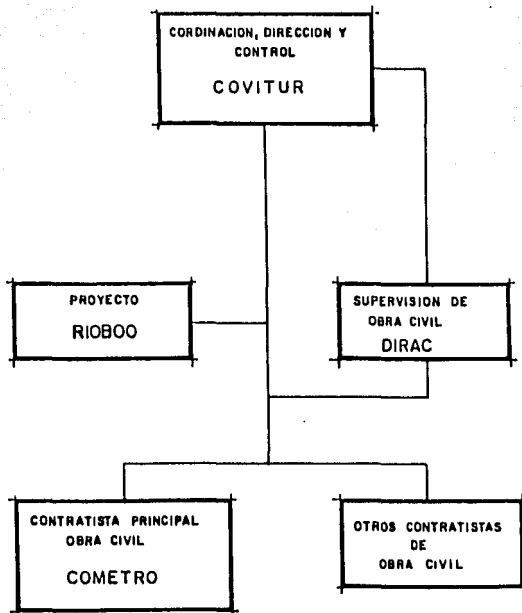 CORDINACION, DIRECCION Y
CONTROL
COVITUR
PROYECTO
RIOBOO
SUPERVISION DE
OBRA CIVIL
DIRAC
CONTRATISTA PRINCIPAL
OBRA CIVIL
COMETRO
OTROS CONTRATISTAS
DE
OBRA CIVIL